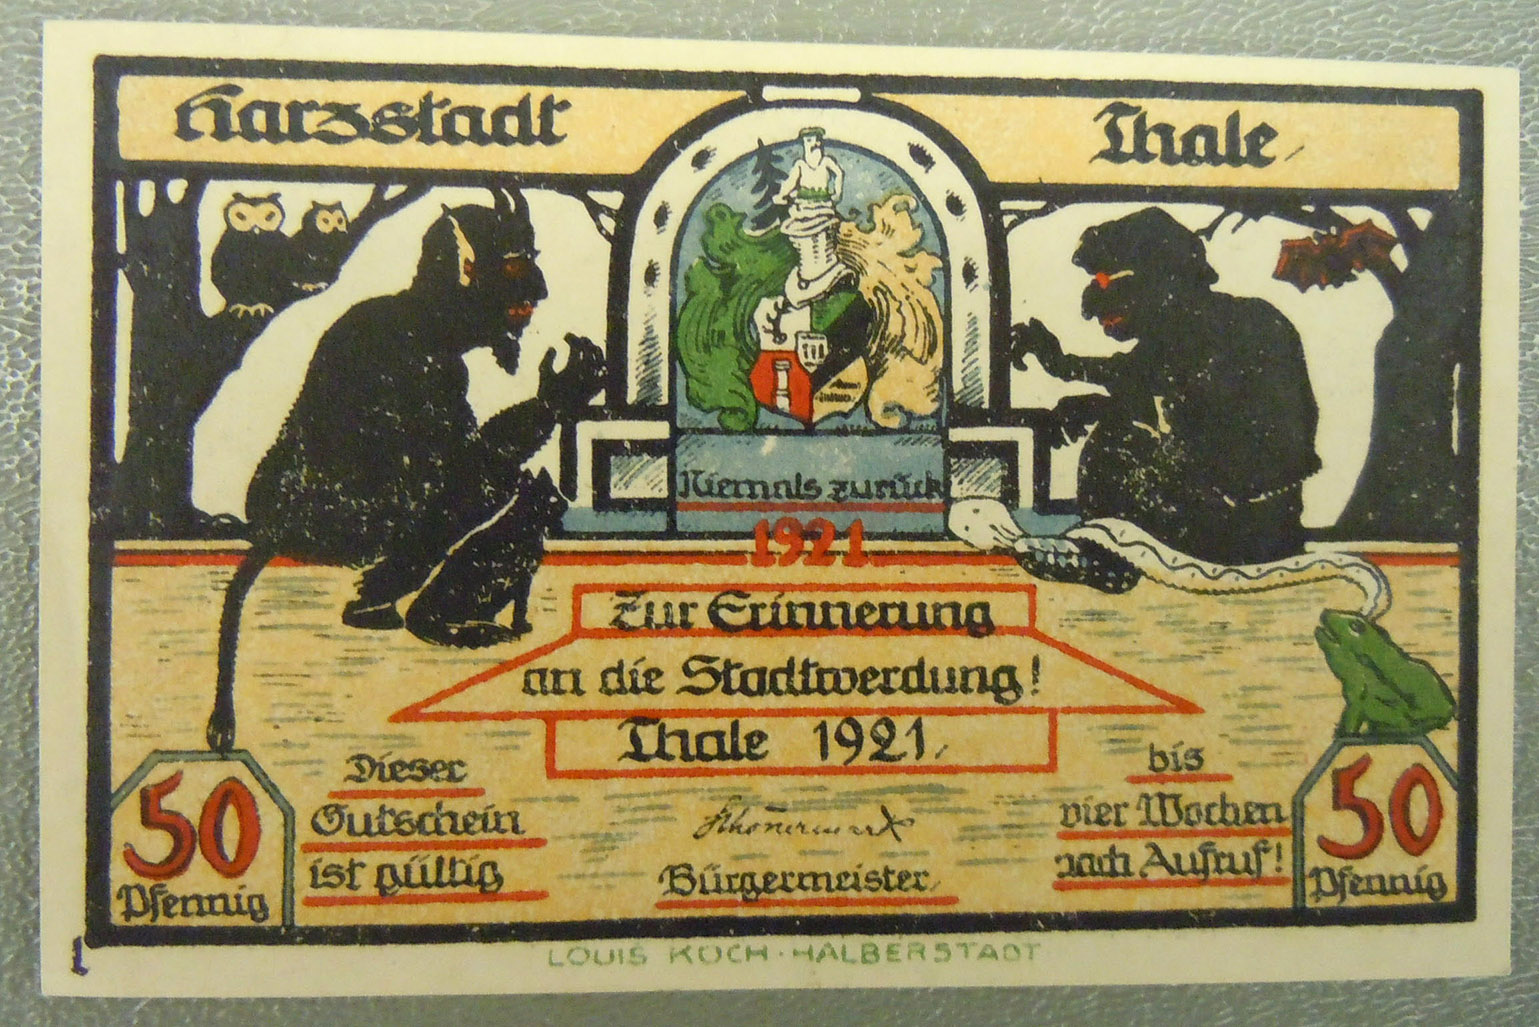 Harzstadt Thale
Niemals zurück
1921
Zur Erinnerung
an die Stadtwerdung!
Thale 1921.
Dieser
Gutschein
ist gültig
Bürgermeister.
bis
vier Wochen
nach Aufruf!
50
Pfennig
50
Pfennig
1
LOUIS KOCH · HALBERSTADT